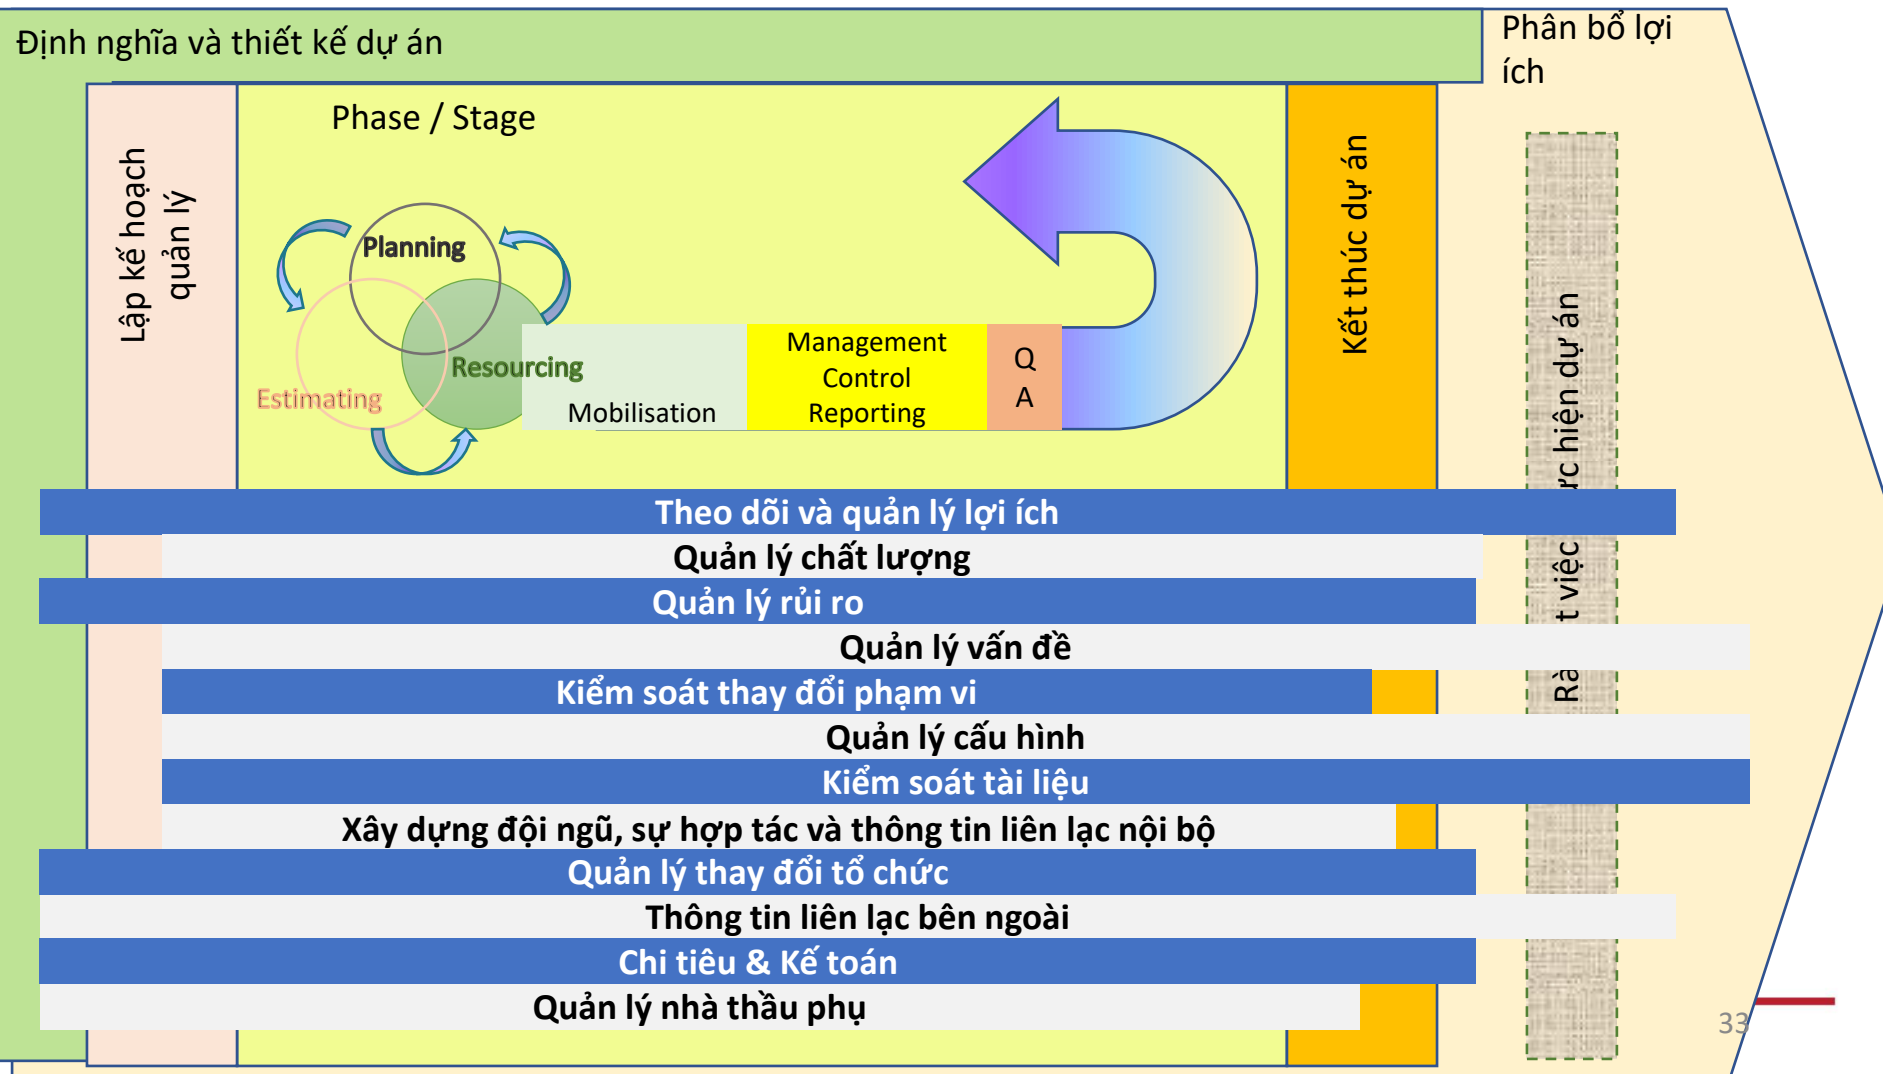 Định nghĩa và thiết kế dự án
Phân bổ lợi
ích
Lập kế hoạch
quản lý
Phase / Stage
Planning
Resourcing
Estimating
Mobilisation
Management
Control
Reporting
Q
A
Kết thúc dự án
việc
hiện dự án
Theo dõi và quản lý lợi ích
Quản lý chất lượng
Quản lý rủi ro
Quản lý vấn đề
Kiểm soát thay đổi phạm vi
Quản lý cấu hình
Kiểm soát tài liệu
Xây dựng đội ngũ, sự hợp tác và thông tin liên lạc nội bộ
Quản lý thay đổi tổ chức
Thông tin liên lạc bên ngoài
Chi tiêu & Kế toán
Quản lý nhà thầu phụ
33